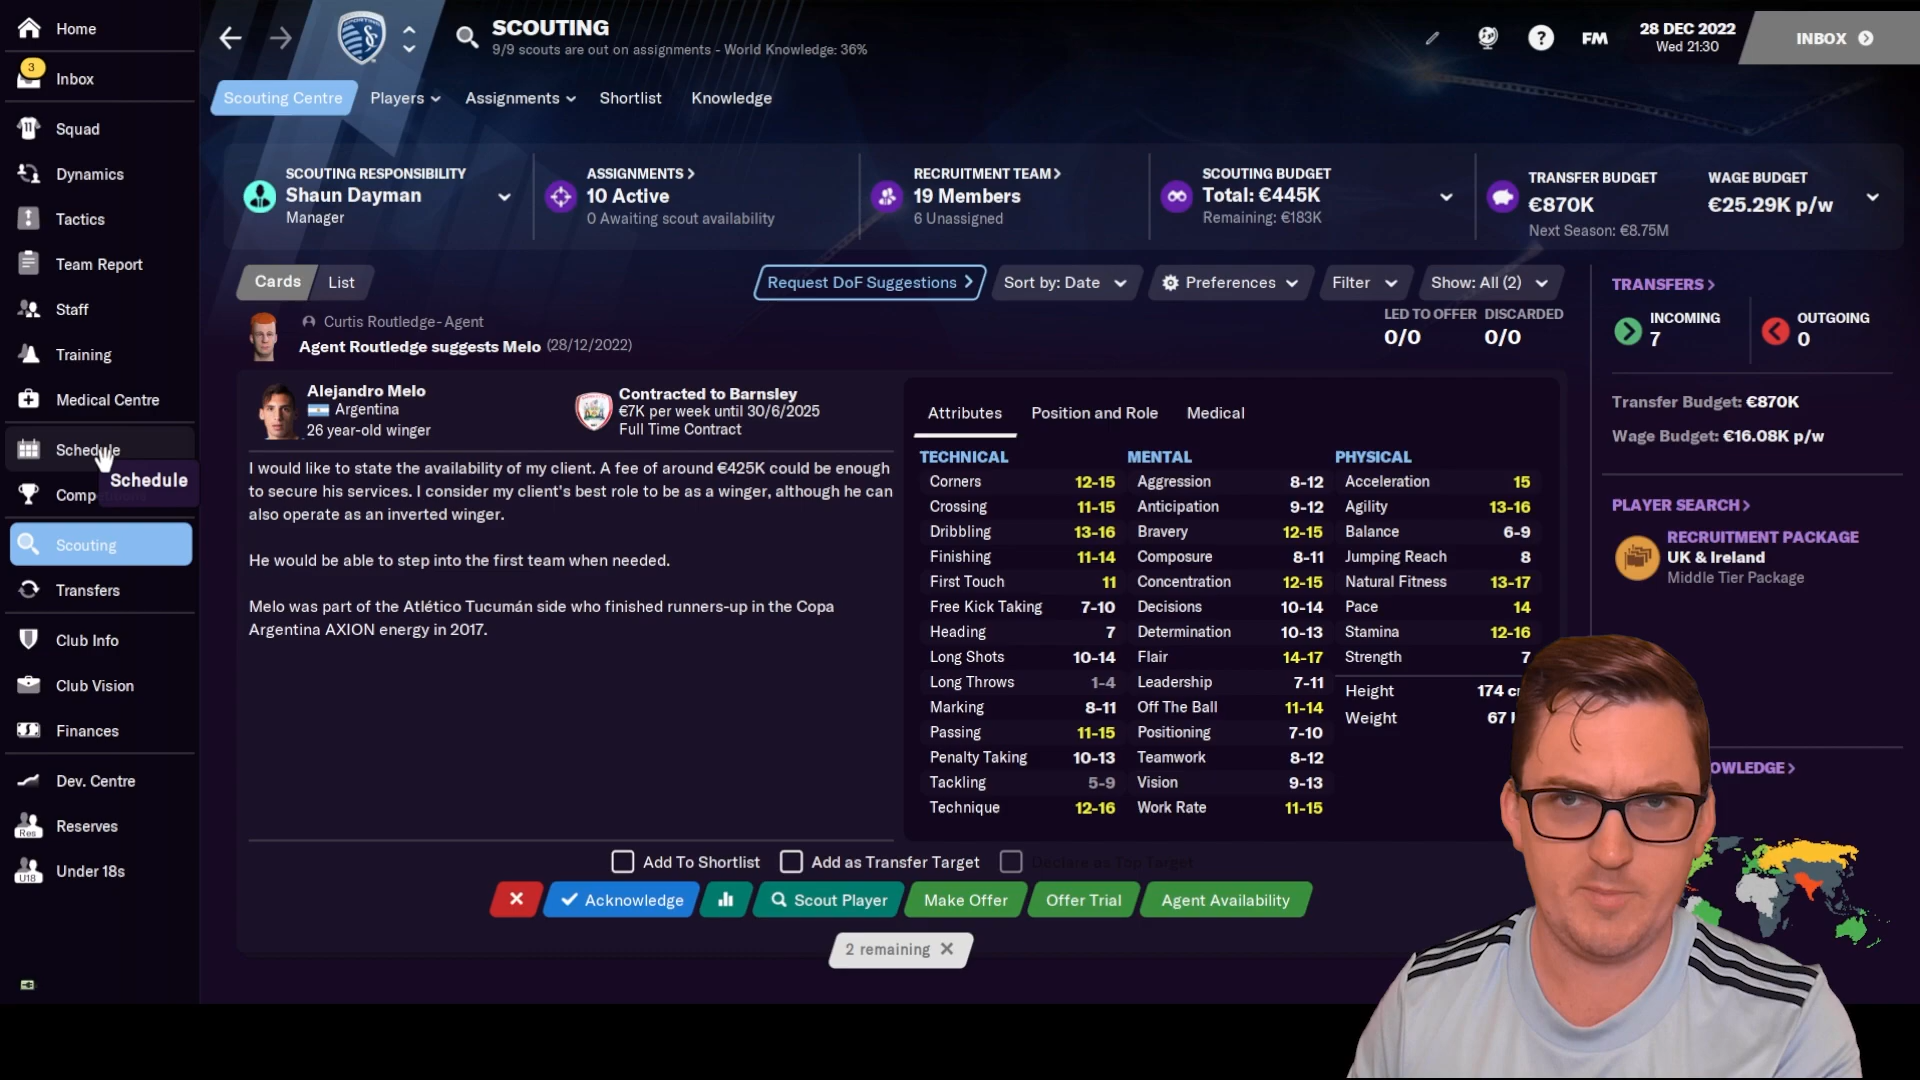 Home
3
Inbox
Squad
Dynamics
Tactics
Team Report
Staff
Training
Medical Centre
Schedule
Schedule
Scouting
Transfers
Club Info
Club Vision
Finances
Dev. Centre
Res
Reserves
U18
Under 18s
SCOUTING
9/9 scouts are out on assignments - World Knowledge: 36%
?
FM
28 DEC 2022
Wed 21:30
INBOX
Scouting Centre
Players
Assignments
Shortlist
Knowledge
SCOUTING RESPONSIBILITY
Shaun Dayman
Manager
ASSIGNMENTS
10 Active
0 Awaiting scout availability
RECRUITMENT TEAM
19 Members
6 Unassigned
SCOUTING BUDGET
Total: €445K
Remaining: €183K
TRANSFER BUDGET
€870K
Next Season: €8.75M
WAGE BUDGET
€25.29K p/w
Cards
List
Request DoF Suggestions
Sort by: Date
Preferences
Filter
Show: All (2)
Curtis Routledge - Agent
Agent Routledge suggests Melo (28/12/2022)
LED TO OFFER DISCARDED
0/0 0/0
Alejandro Melo
Argentina
26 year-old winger
Contracted to Barnsley
€7K per week until 30/6/2025
Full Time Contract
I would like to state the availability of my client. A fee of around €425K could be enough
to secure his services. I consider my client's best role to be as a winger, although he can
also operate as an inverted winger.
He would be able to step into the first team when needed.
Melo was part of the Atlético Tucumán side who finished runners-up in the Copa
Argentina AXION energy in 2017.
Attributes
Position and Role
Medical
TECHNICAL
Corners 12-15
Crossing 11-15
Dribbling 13-16
Finishing 11-14
First Touch 11
Free Kick Taking 7-10
Heading 7
Long Shots 10-14
Long Throws 1-4
Marking 8-11
Passing 11-15
Penalty Taking 10-13
Tackling 5-9
Technique 12-16
MENTAL
Aggression 8-12
Anticipation 9-12
Bravery 12-15
Composure 8-11
Concentration 12-15
Decisions 10-14
Determination 10-13
Flair 14-17
Leadership 7-11
Off The Ball 11-14
Positioning 7-10
Teamwork 8-12
Vision 9-13
Work Rate 11-15
PHYSICAL
Acceleration 15
Agility 13-16
Balance 6-9
Jumping Reach 8
Natural Fitness 13-17
Pace 14
Stamina 12-16
Strength 7
Height 174
Weight 67
Add To Shortlist
Add as Transfer Target
Declare as Top Target
Acknowledge
Scout Player
Make Offer
Offer Trial
Agent Availability
2 remaining
TRANSFERS
INCOMING
7
OUTGOING
0
Transfer Budget: €870K
Wage Budget: €16.08K p/w
PLAYER SEARCH
RECRUITMENT PACKAGE
UK & Ireland
Middle Tier Package
OWLEDGE